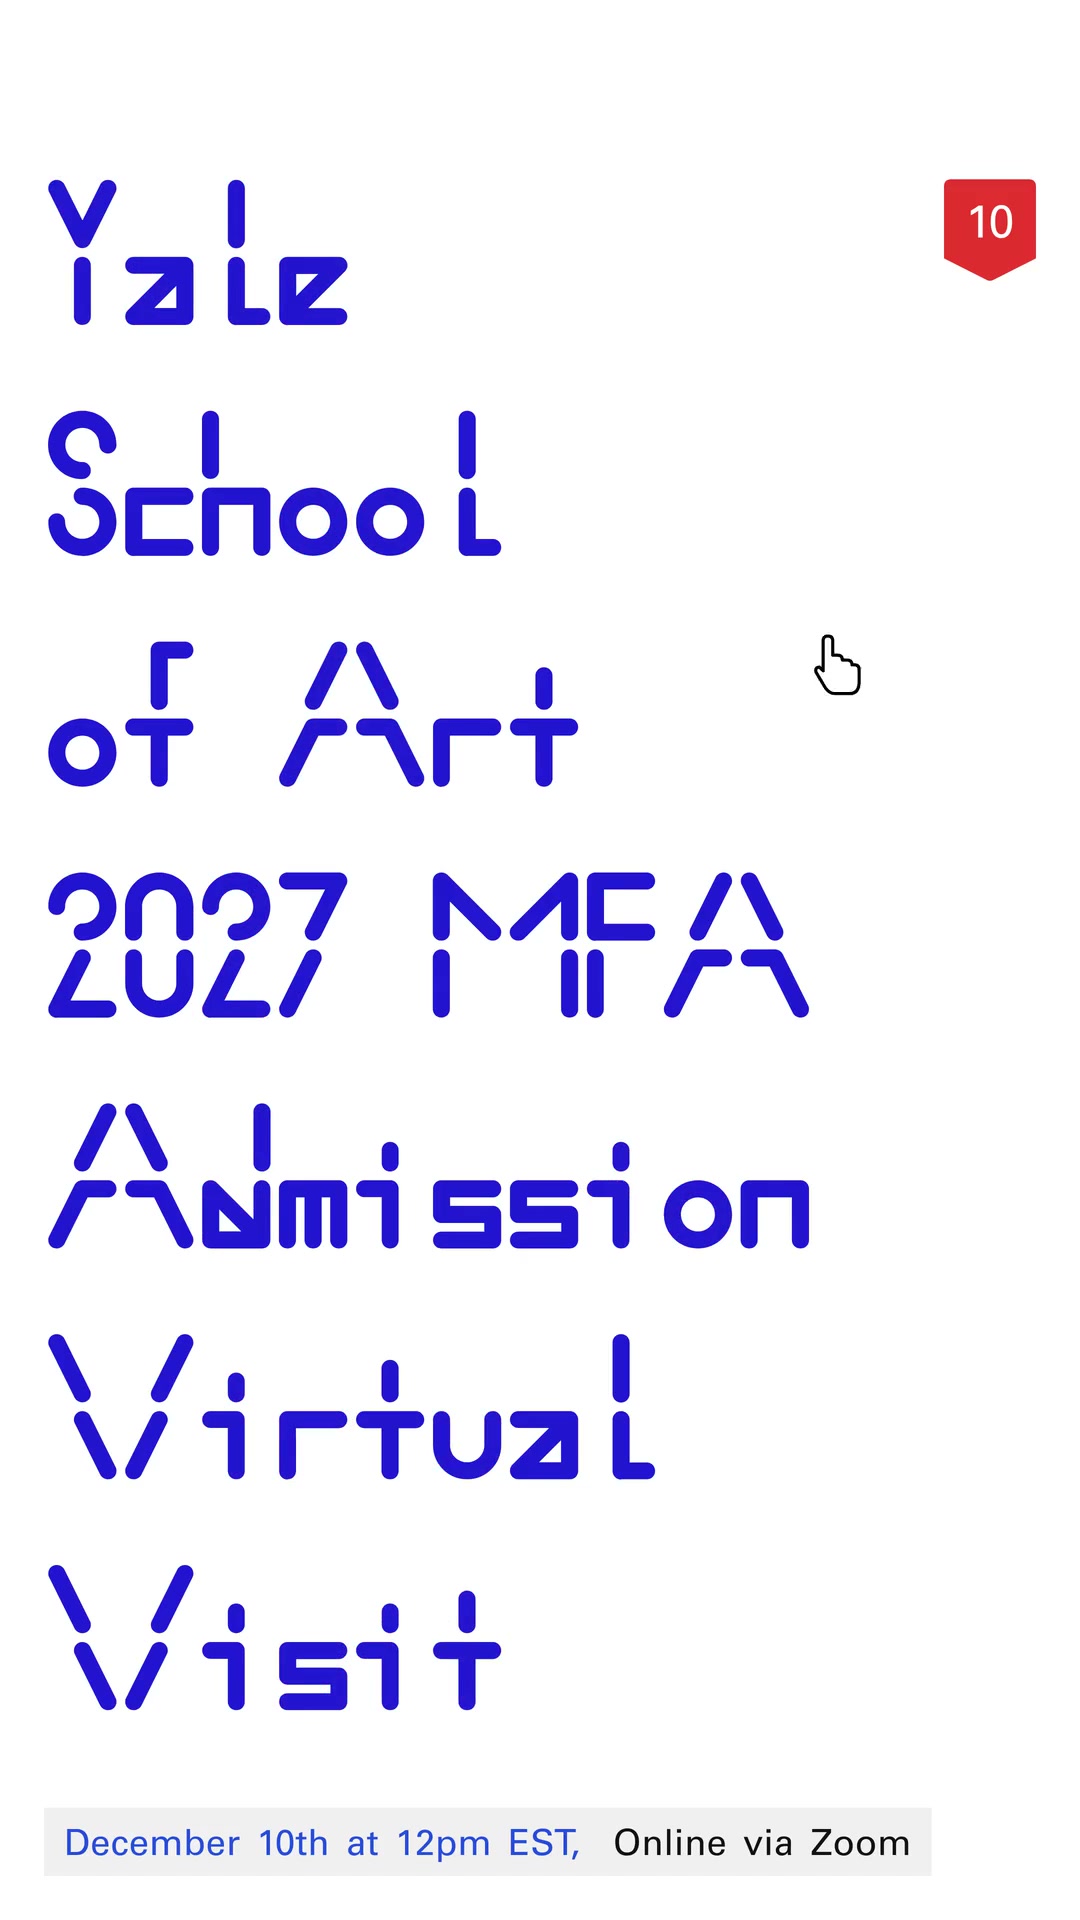 Yale
10
School
of Art
2027 MFA
Admission
Virtual
Visit
December 10th at 12pm EST, Online via Zoom